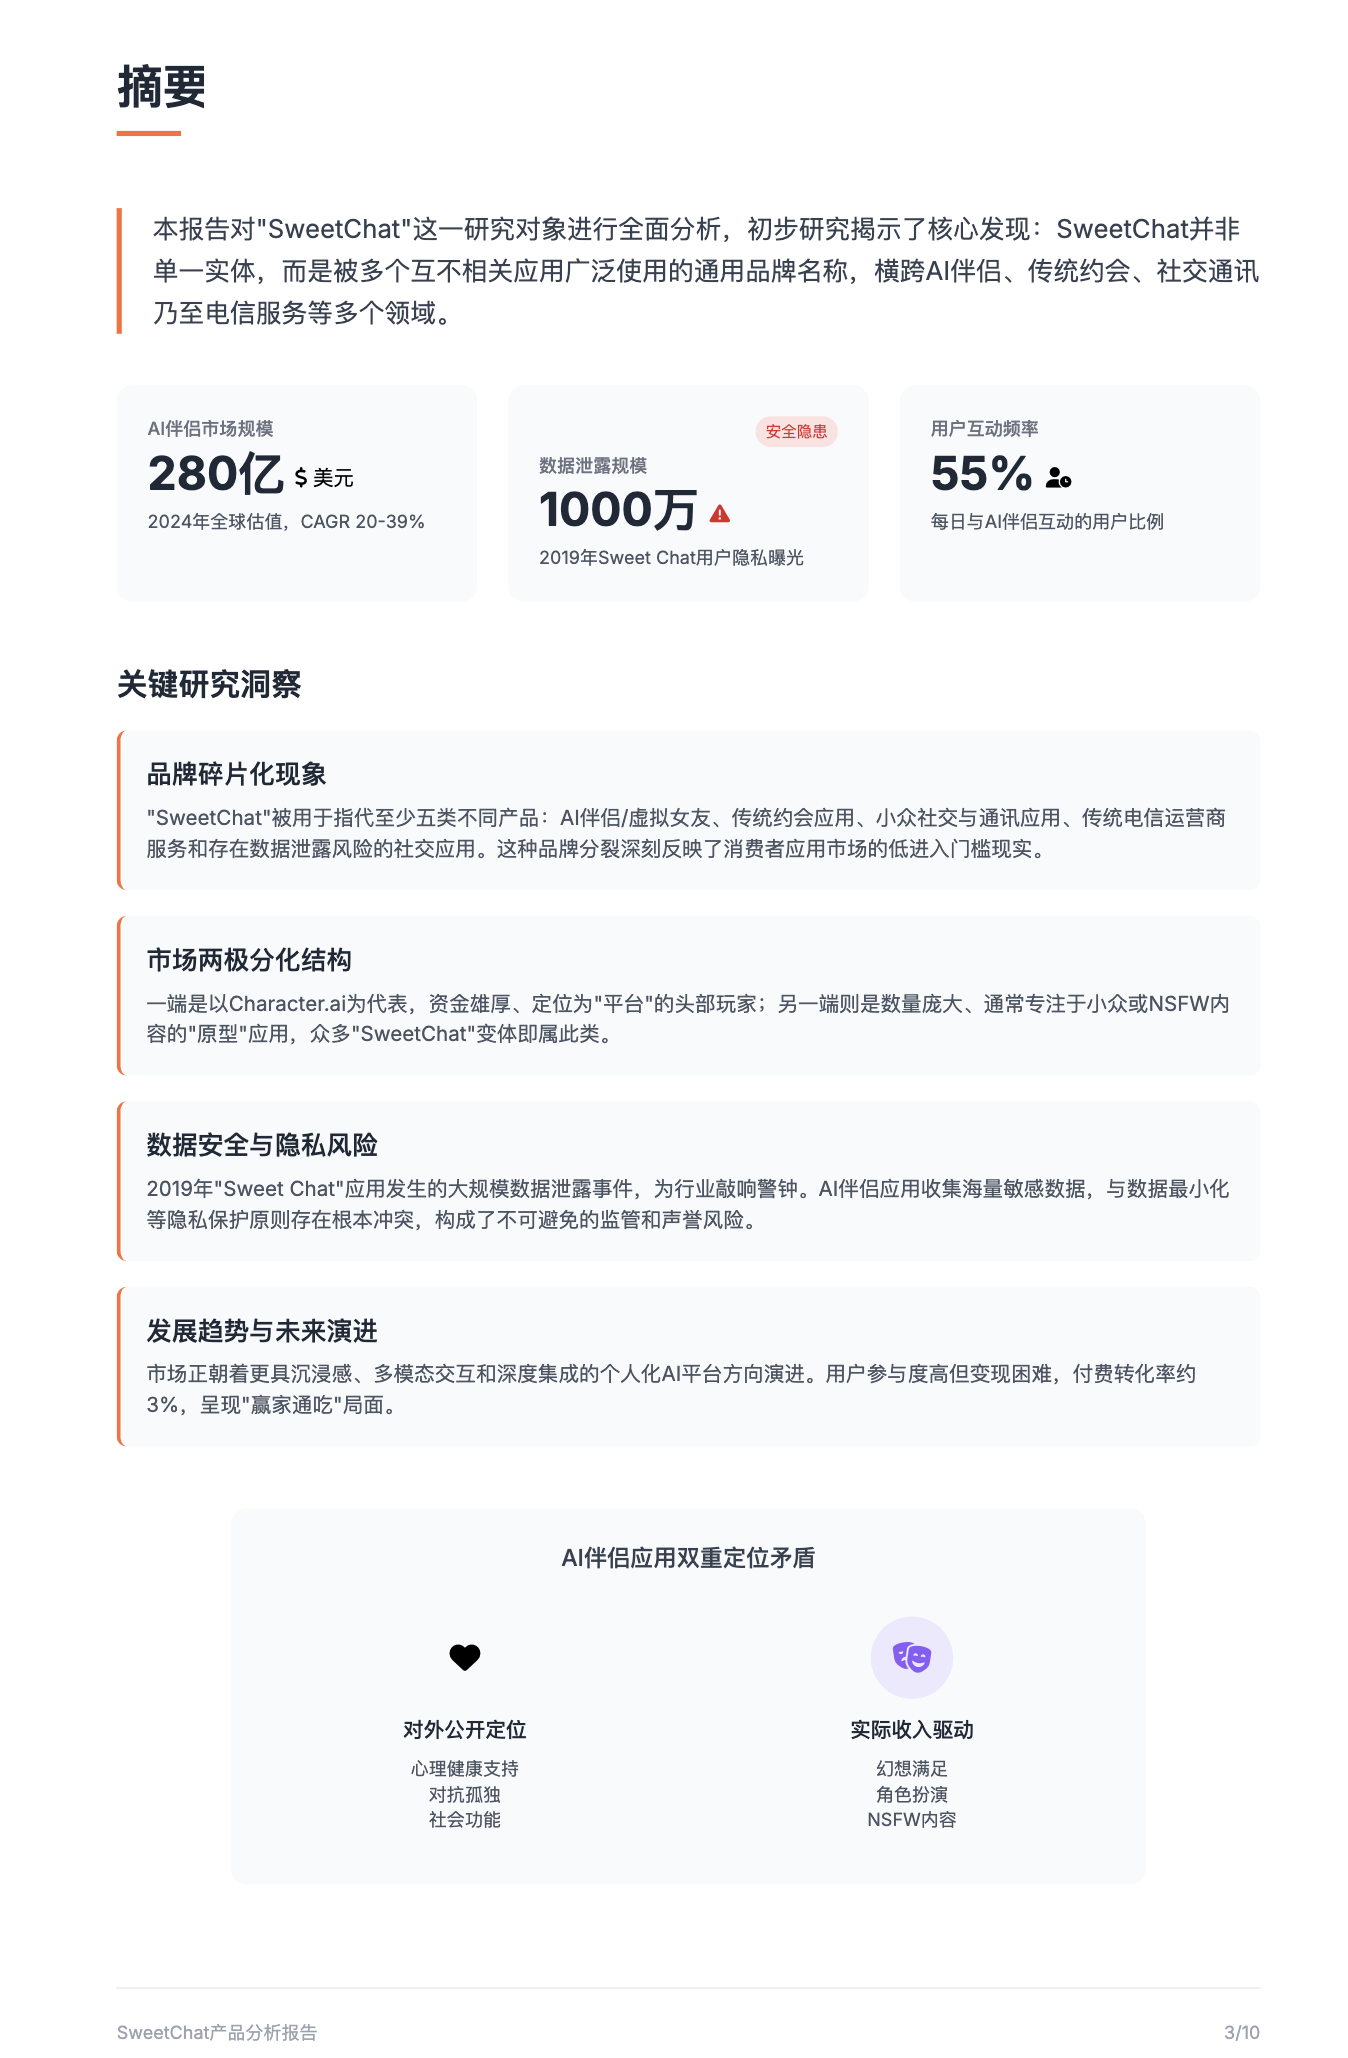 摘要
本报告对"SweetChat"这一研究对象进行全面分析，初步研究揭示了核心发现：SweetChat并非
单一实体，而是被多个互不相关应用广泛使用的通用品牌名称，横跨AI伴侣、传统约会、社交通讯
乃至电信服务等多个领域。
AI伴侣市场规模
280亿 $ 美元
2024年全球估值，CAGR 20-39%
安全隐患
数据泄露规模
1000万
2019年Sweet Chat用户隐私曝光
用户互动频率
55%
每日与AI伴侣互动的用户比例
关键研究洞察
品牌碎片化现象
"SweetChat"被用于指代至少五类不同产品：AI伴侣/虚拟女友、传统约会应用、小众社交与通讯应用、传统电信运营商
服务和存在数据泄露风险的社交应用。这种品牌分裂深刻反映了消费者应用市场的低进入门槛现实。
市场两极分化结构
一端是以Character.ai为代表，资金雄厚、定位为"平台"的头部玩家；另一端则是数量庞大、通常专注于小众或NSFW内
容的"原型"应用，众多"SweetChat"变体即属此类。
数据安全与隐私风险
2019年"Sweet Chat"应用发生的大规模数据泄露事件，为行业敲响警钟。AI伴侣应用收集海量敏感数据，与数据最小化
等隐私保护原则存在根本冲突，构成了不可避免的监管和声誉风险。
发展趋势与未来演进
市场正朝着更具沉浸感、多模态交互和深度集成的个人化AI平台方向演进。用户参与度高但变现困难，付费转化率约
3%，呈现"赢家通吃"局面。
AI伴侣应用双重定位矛盾
对外公开定位
心理健康支持
对抗孤独
社会功能
实际收入驱动
幻想满足
角色扮演
NSFW内容
SweetChat产品分析报告
3/10